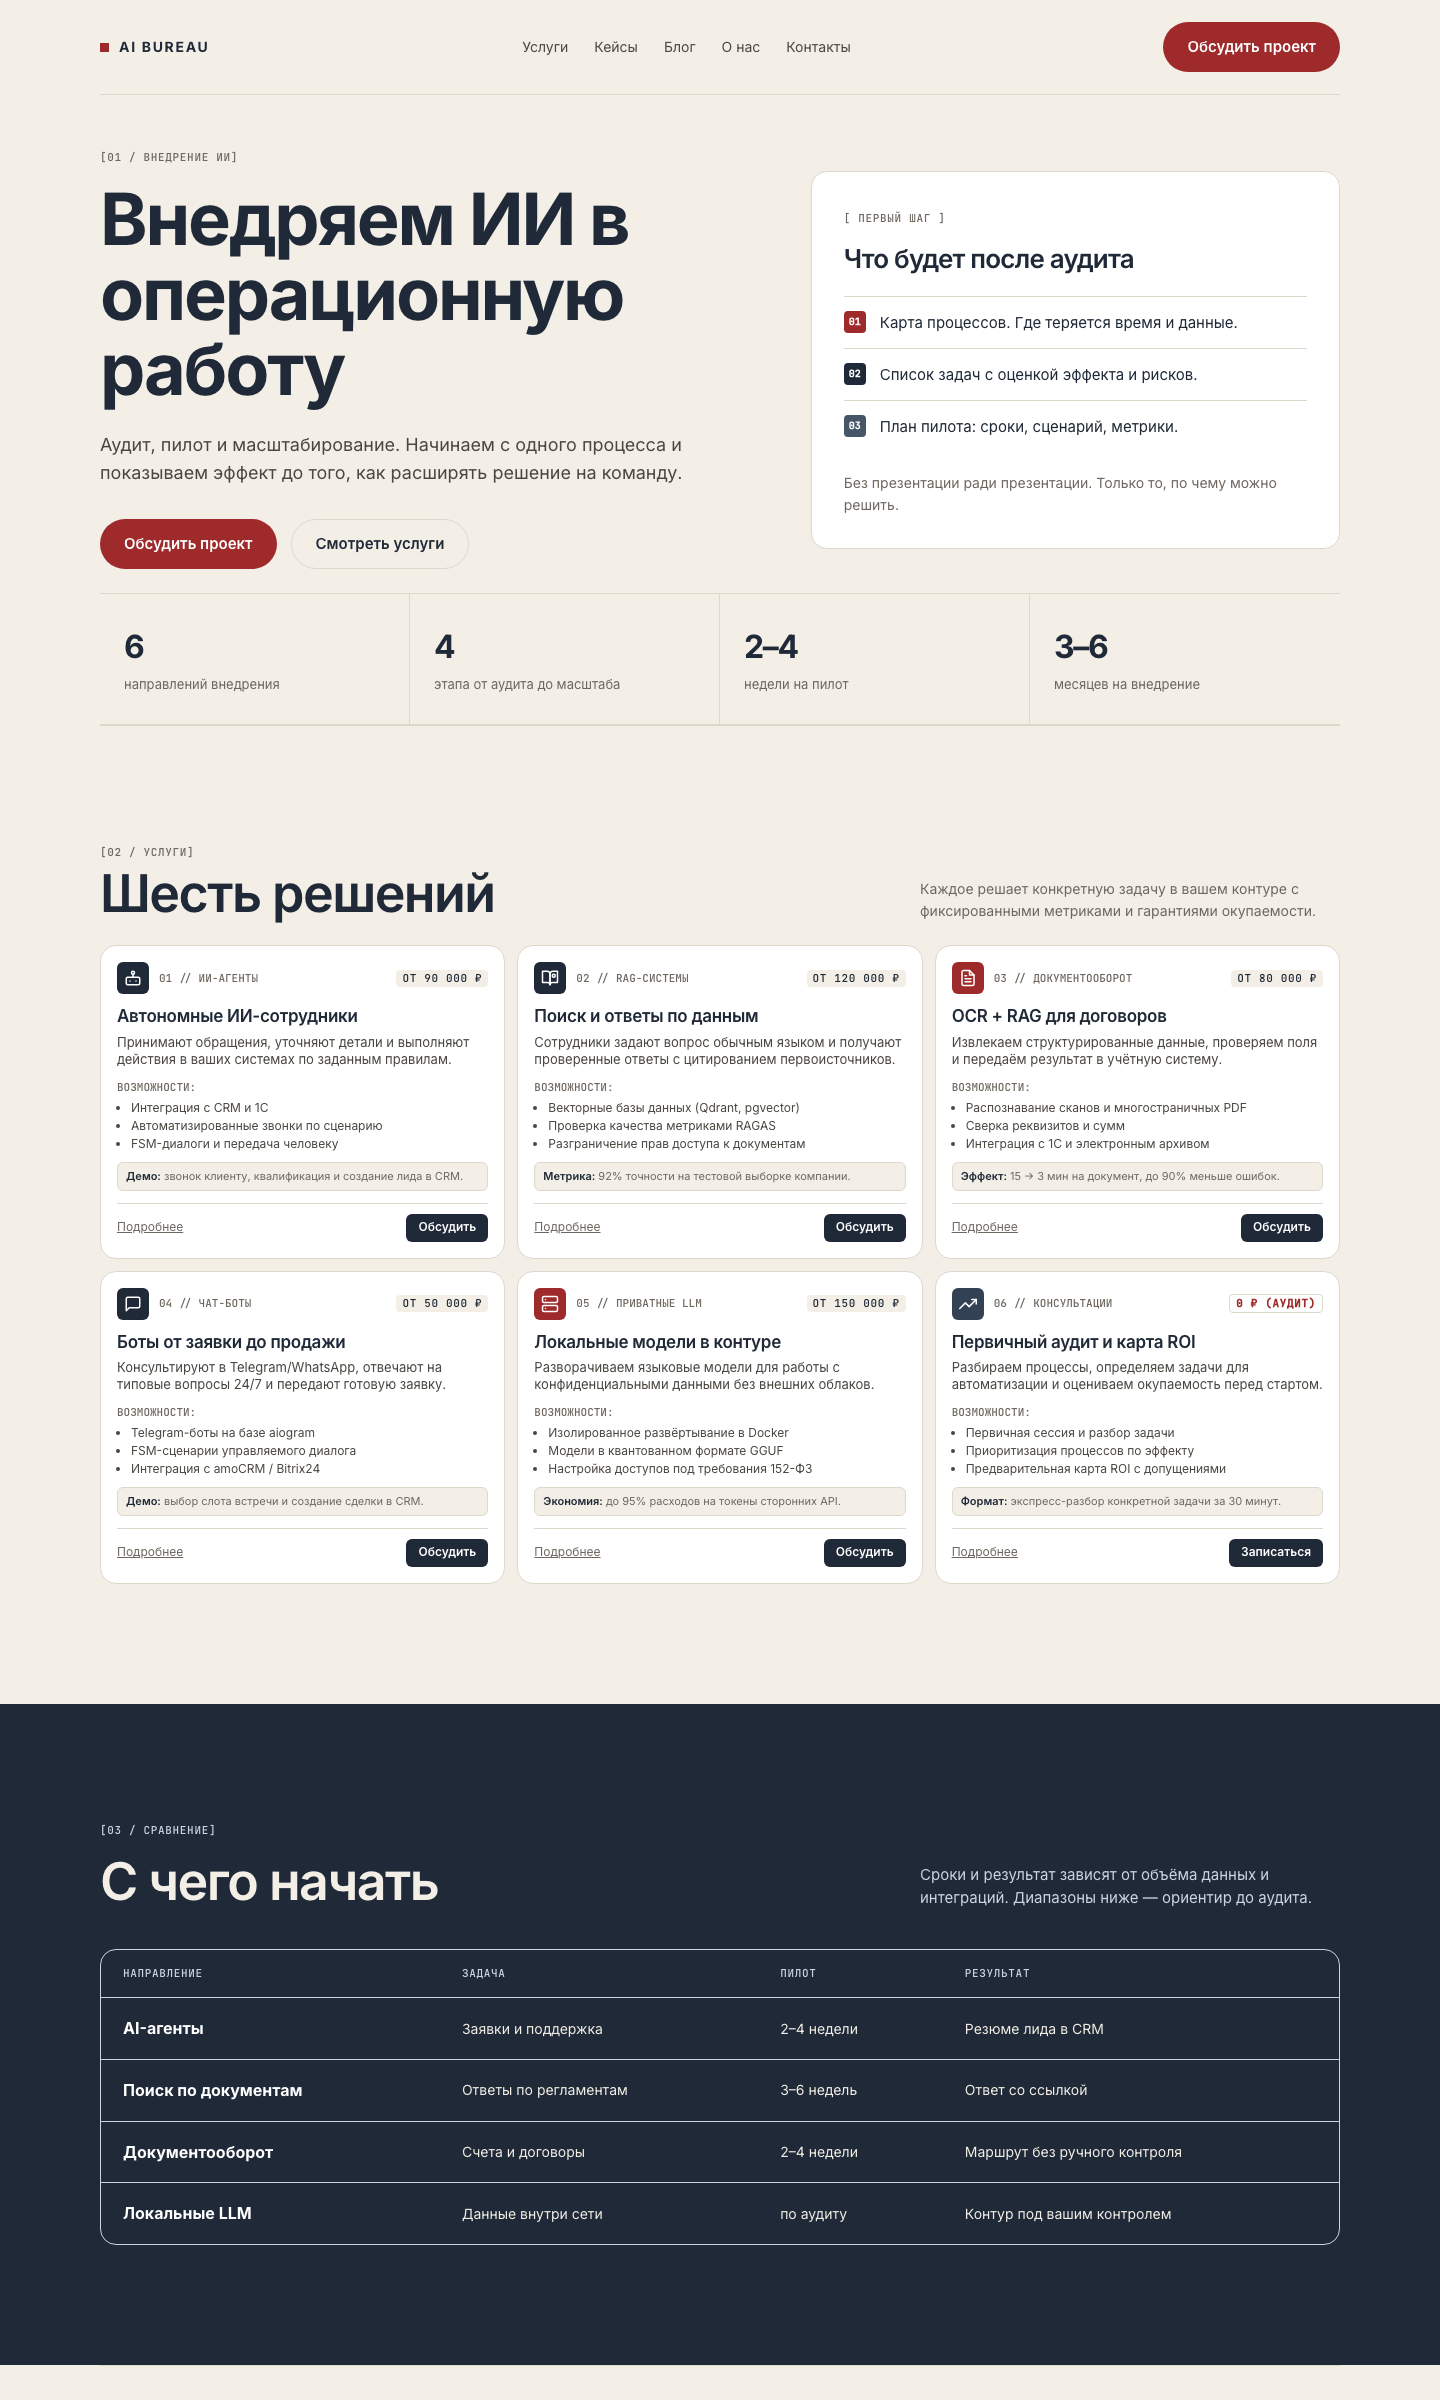 AI BUREAU
Услуги Кейсы Блог О нас Контакты
Обсудить проект
[01 / ВНЕДРЕНИЕ ИИ]
Внедряем ИИ в
операционную
работу
Аудит, пилот и масштабирование. Начинаем с одного процесса и
показываем эффект до того, как расширять решение на команду.
Обсудить проект
Смотреть услуги
[ ПЕРВЫЙ ШАГ ]
Что будет после аудита
01 Карта процессов. Где теряется время и данные.
02 Список задач с оценкой эффекта и рисков.
03 План пилота: сроки, сценарий, метрики.
Без презентации ради презентации. Только то, по чему можно
решить.
6
направлений внедрения
4
этапа от аудита до масштаба
2–4
недели на пилот
3–6
месяцев на внедрение
[02 / УСЛУГИ]
Шесть решений
Каждое решает конкретную задачу в вашем контуре с
фиксированными метриками и гарантиями окупаемости.
01 // ИИ-АГЕНТЫ
ОТ 90 000 ₽
Автономные ИИ-сотрудники
Принимают обращения, уточняют детали и выполняют
действия в ваших системах по заданным правилам.
ВОЗМОЖНОСТИ:
• Интеграция с CRM и 1С
• Автоматизированные звонки по сценарию
• FSM-диалоги и передача человеку
Демо: звонок клиенту, квалификация и создание лида в CRM.
Подробнее
Обсудить
02 // RAG-СИСТЕМЫ
ОТ 120 000 ₽
Поиск и ответы по данным
Сотрудники задают вопрос обычным языком и получают
проверенные ответы с цитированием первоисточников.
ВОЗМОЖНОСТИ:
• Векторные базы данных (Qdrant, pgvector)
• Проверка качества метриками RAGAS
• Разграничение прав доступа к документам
Метрика: 92% точности на тестовой выборке компании.
Подробнее
Обсудить
03 // ДОКУМЕНТООБОРОТ
ОТ 80 000 ₽
OCR + RAG для договоров
Извлекаем структурированные данные, проверяем поля
и передаём результат в учётную систему.
ВОЗМОЖНОСТИ:
• Распознавание сканов и многостраничных PDF
• Сверка реквизитов и сумм
• Интеграция с 1С и электронным архивом
Эффект: 15 → 3 мин на документ, до 90% меньше ошибок.
Подробнее
Обсудить
04 // ЧАТ-БОТЫ
ОТ 50 000 ₽
Боты от заявки до продажи
Консультируют в Telegram/WhatsApp, отвечают на
типовые вопросы 24/7 и передают готовую заявку.
ВОЗМОЖНОСТИ:
• Telegram-боты на базе aiogram
• FSM-сценарии управляемого диалога
• Интеграция с amoCRM / Bitrix24
Демо: выбор слота встречи и создание сделки в CRM.
Подробнее
Обсудить
05 // ПРИВАТНЫЕ LLM
ОТ 150 000 ₽
Локальные модели в контуре
Разворачиваем языковые модели для работы с
конфиденциальными данными без внешних облаков.
ВОЗМОЖНОСТИ:
• Изолированное развёртывание в Docker
• Модели в квантованном формате GGUF
• Настройка доступов под требования 152-ФЗ
Экономия: до 95% расходов на токены сторонних API.
Подробнее
Обсудить
06 // КОНСУЛЬТАЦИИ
0 ₽ (АУДИТ)
Первичный аудит и карта ROI
Разбираем процессы, определяем задачи для
автоматизации и оцениваем окупаемость перед стартом.
ВОЗМОЖНОСТИ:
• Первичная сессия и разбор задачи
• Приоритизация процессов по эффекту
• Предварительная карта ROI с допущениями
Формат: экспресс-разбор конкретной задачи за 30 минут.
Подробнее
Записаться
[03 / СРАВНЕНИЕ]
С чего начать
Сроки и результат зависят от объёма данных и
интеграций. Диапазоны ниже — ориентир до аудита.
НАПРАВЛЕНИЕ ЗАДАЧА ПИЛОТ РЕЗУЛЬТАТ
AI-агенты Заявки и поддержка 2–4 недели Резюме лида в CRM
Поиск по документам Ответы по регламентам 3–6 недель Ответ со ссылкой
Документооборот Счета и договоры 2–4 недели Маршрут без ручного контроля
Локальные LLM Данные внутри сети по аудиту Контур под вашим контролем